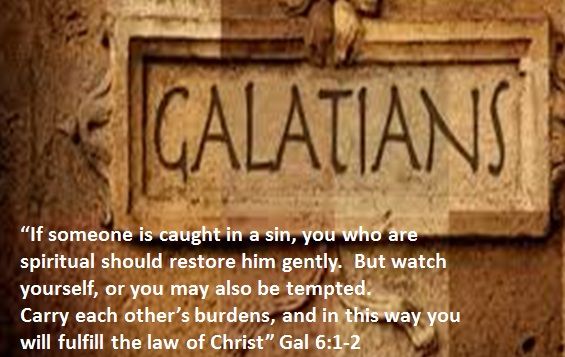 GALATIANS
“If someone is caught in a sin, you who are
spiritual should restore him gently.  But watch
yourself, or you may also be tempted.
Carry each other’s burdens, and in this way you
will fulfill the law of Christ” Gal 6:1-2